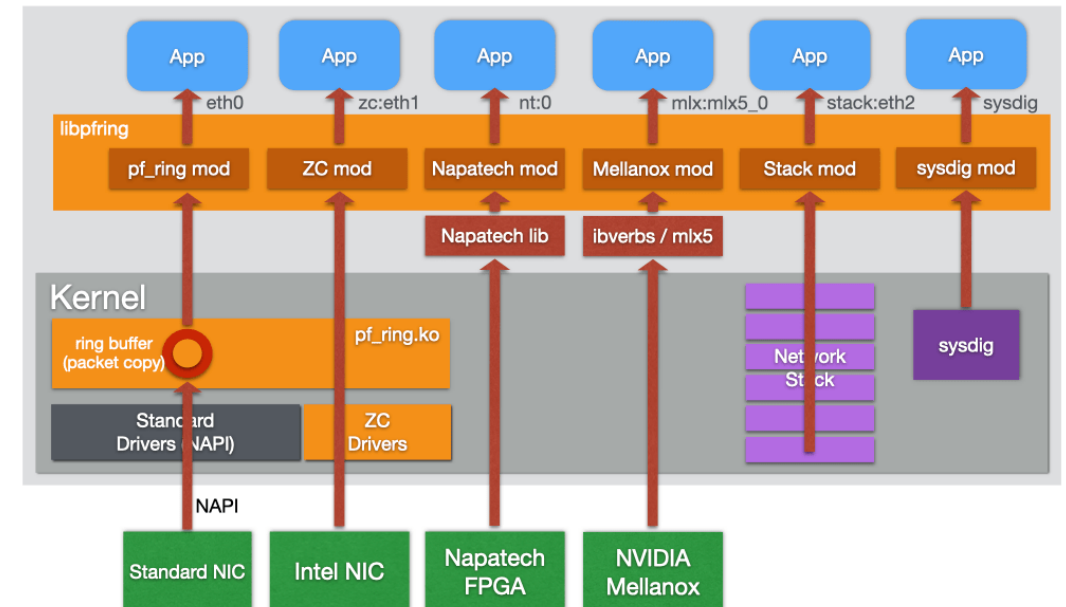 App
App
App
App
App
App
eth0
zc:eth1
nt:0
mlx:mlx5_0
stack:eth2
sysdig
libpfring
pf_ring mod
ZC mod
Napatech mod
Mellanox mod
Stack mod
sysdig mod
Napatech lib
ibverbs / mlx5
Kernel
ring buffer
(packet copy)
pf_ring.ko
Network
Stack
sysdig
Standard
Drivers (NAPI)
ZC
Drivers
NAPI
Standard NIC
Intel NIC
Napatech
FPGA
NVIDIA
Mellanox